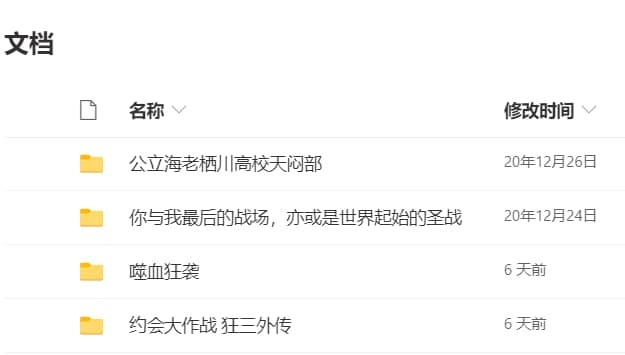 文档
名称 修改时间
公立海老栖川高校天闷部 20年12月26日
你与我最后的战场，亦或是世界起始的圣战 20年12月24日
噬血狂袭 6 天前
约会大作战 狂三外传 6 天前